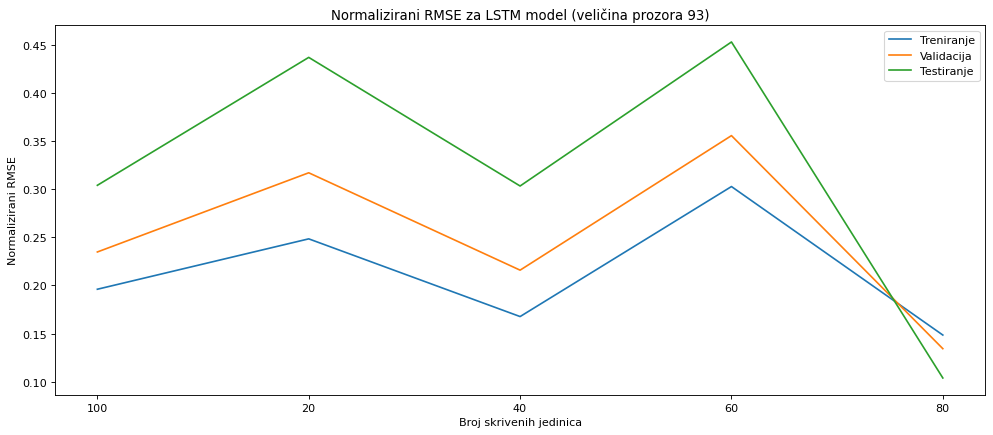 Normalizirani RMSE za LSTM model (veličina prozora 93)
Treniranje
Validacija
Testiranje
Normalizirani RMSE
0.45
0.40
0.35
0.30
0.25
0.20
0.15
0.10
100
20
40
60
80
Broj skrivenih jedinica